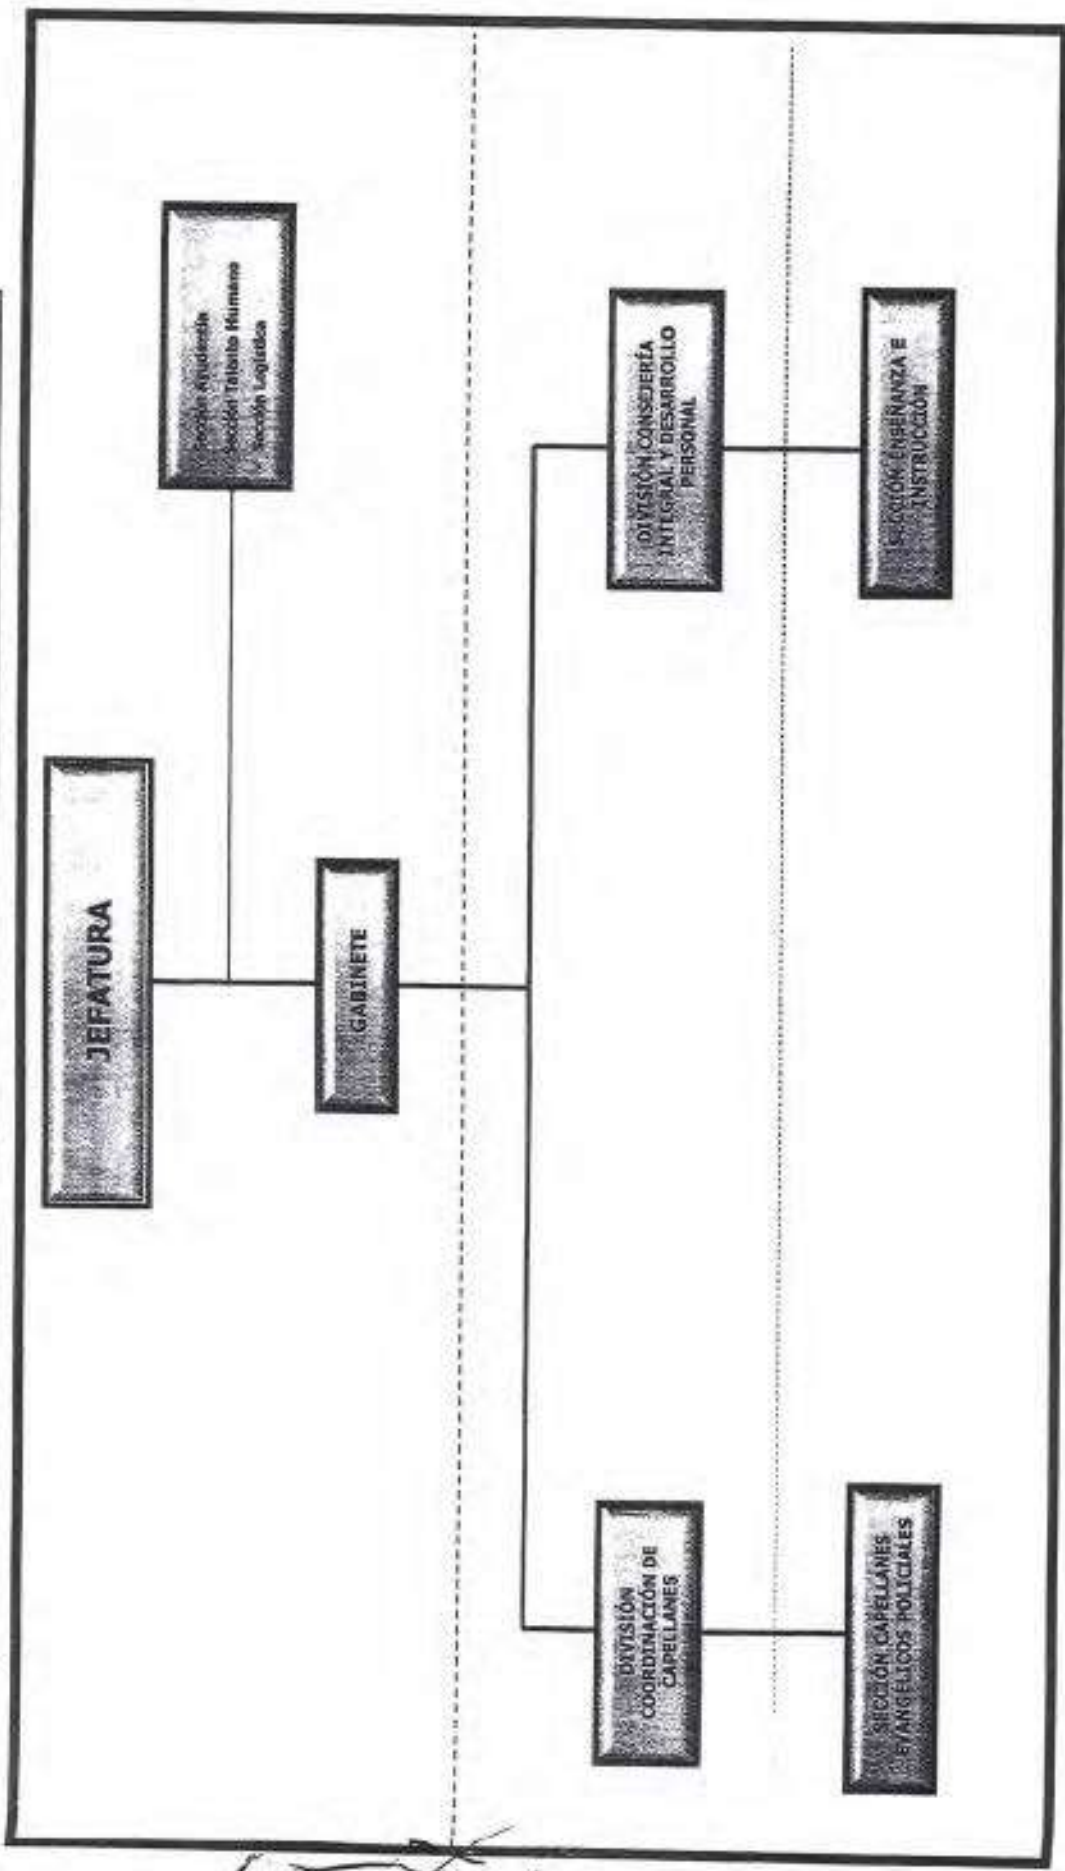 JEFATURA
Sección Ayudantía
Sección Talento Humano
Sección Logística
GABINETE
DIVISIÓN
COORDINACIÓN DE
CAPELLANES
DIVISIÓN CONSEJERÍA
INTEGRAL Y DESARROLLO
PERSONAL
SECCIÓN CAPELLANES
EVANGÉLICOS POLICIALES
SECCIÓN ENSEÑANZA E
INSTRUCCIÓN